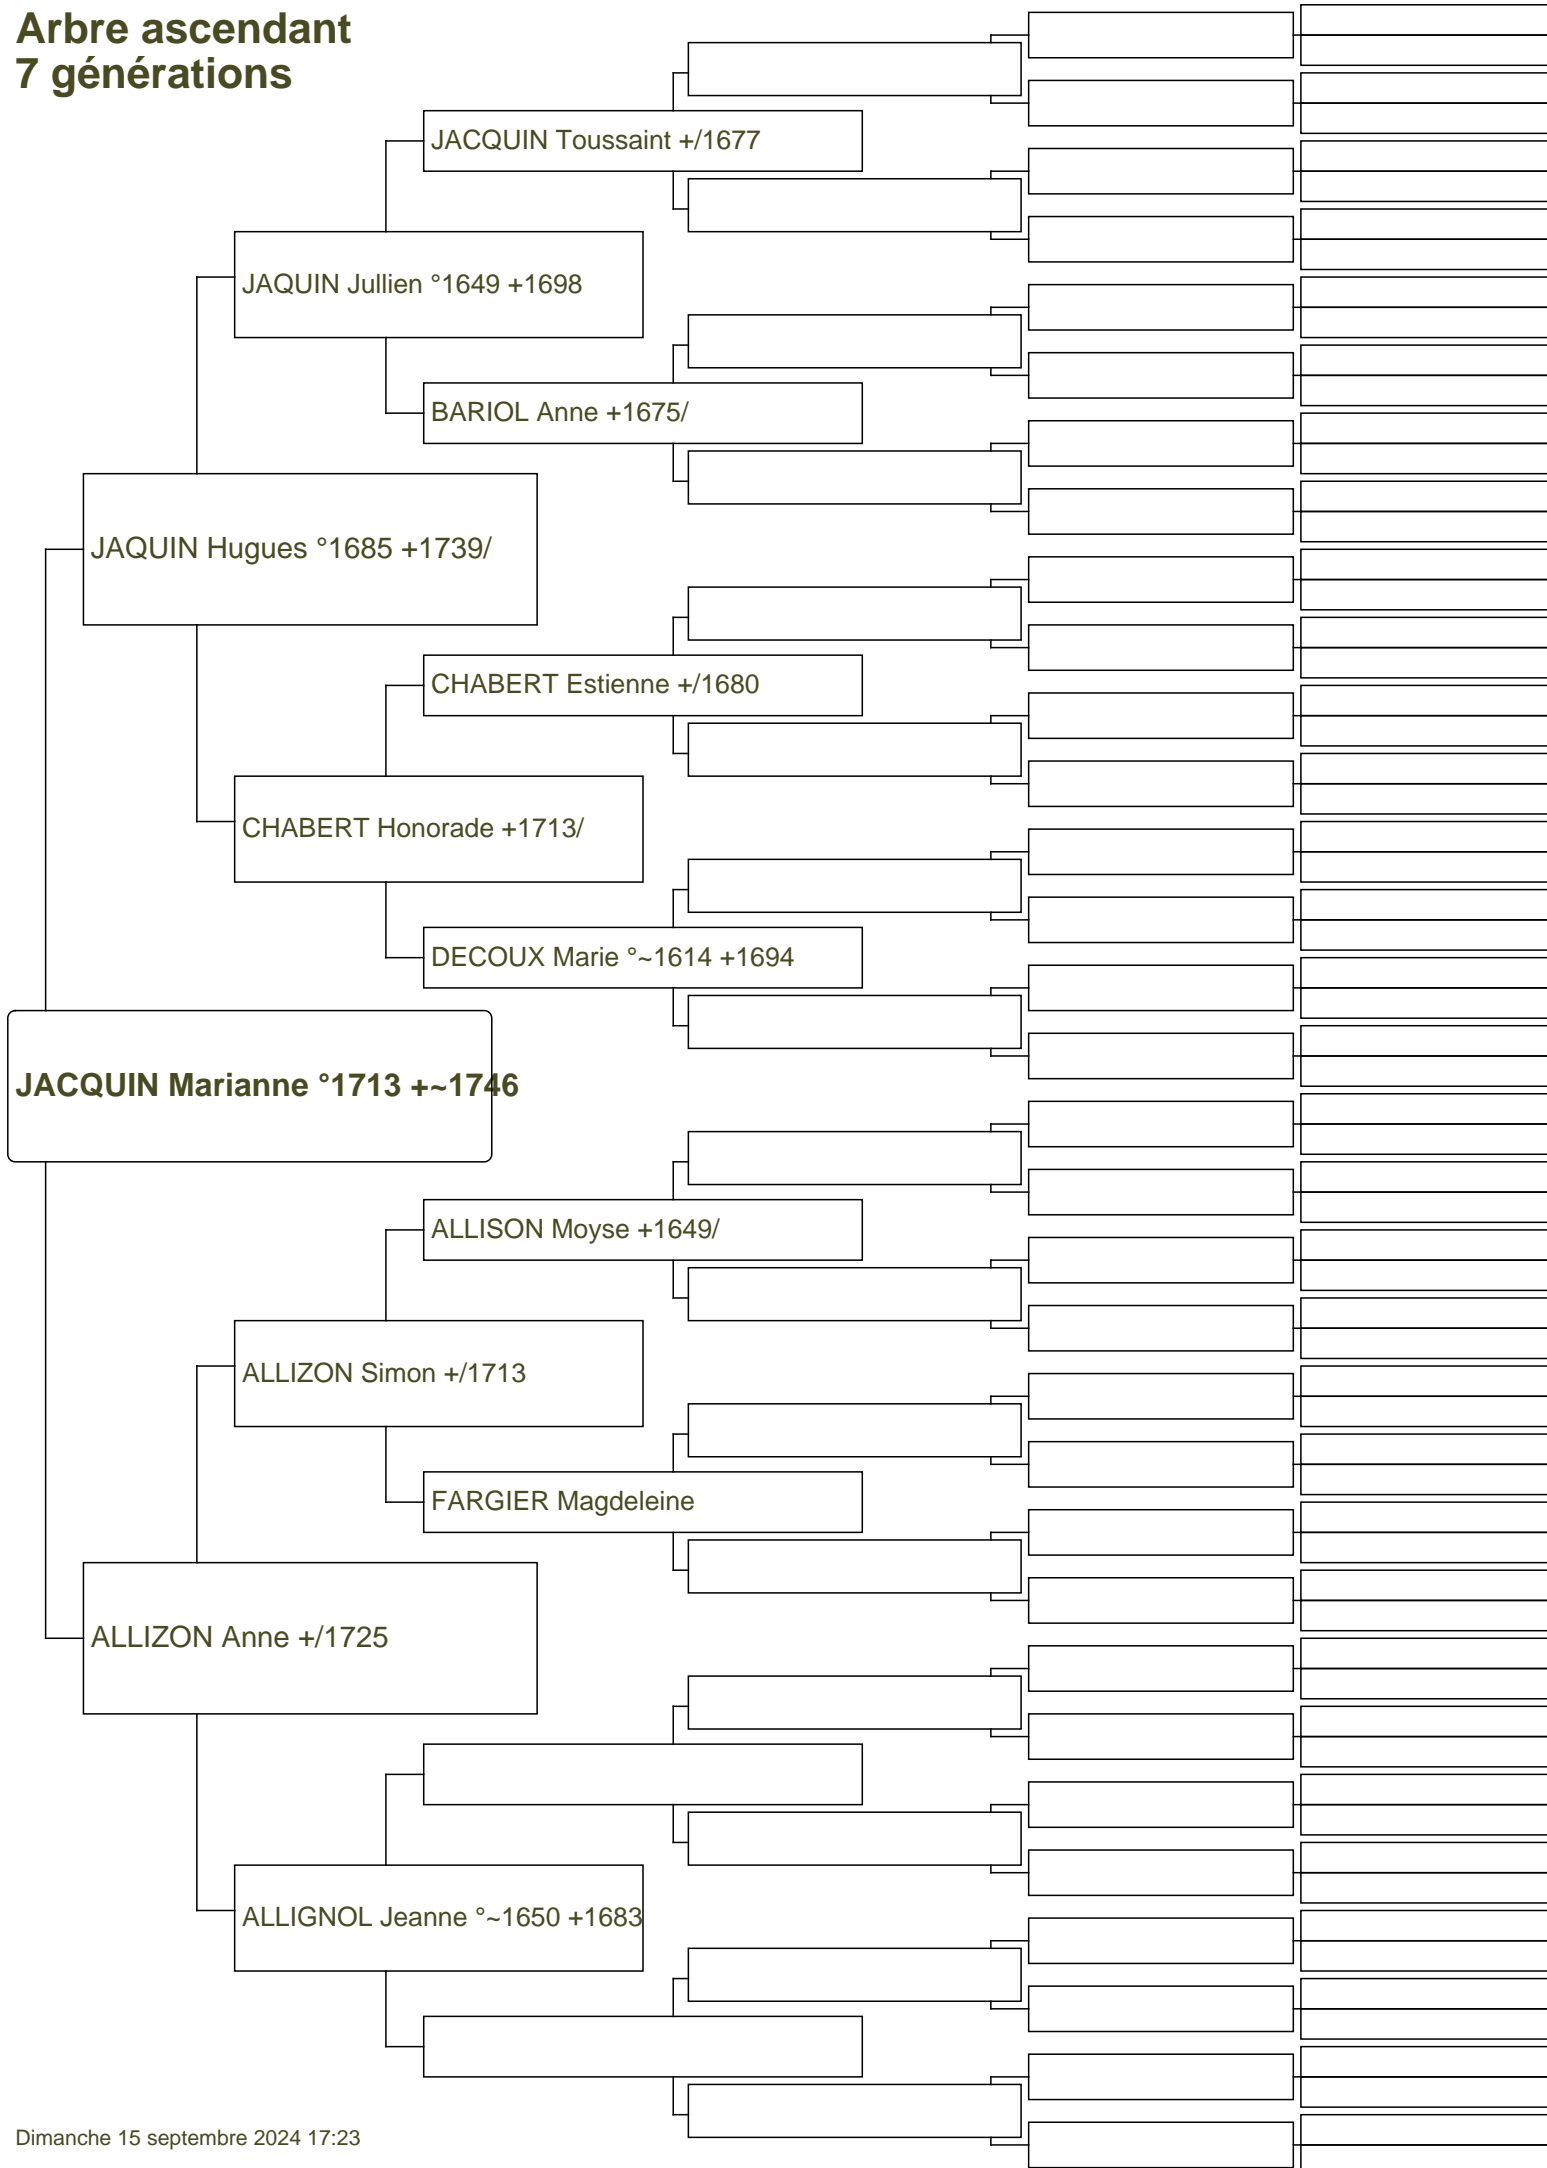 Arbre ascendant
7 générations
JACQUIN Toussaint +/1677
JAQUIN Jullien °1649 +1698
BARIOL Anne +1675/
JAQUIN Hugues °1685 +1739/
CHABERT Estienne +/1680
CHABERT Honorade +1713/
DECOUX Marie °~1614 +1694
JACQUIN Marianne °1713 +~1746
ALLISON Moyse +1649/
ALLIZON Simon +/1713
FARGIER Magdeleine
ALLIZON Anne +/1725
ALLIGNOL Jeanne °~1650 +1683
Dimanche 15 septembre 2024 17:23